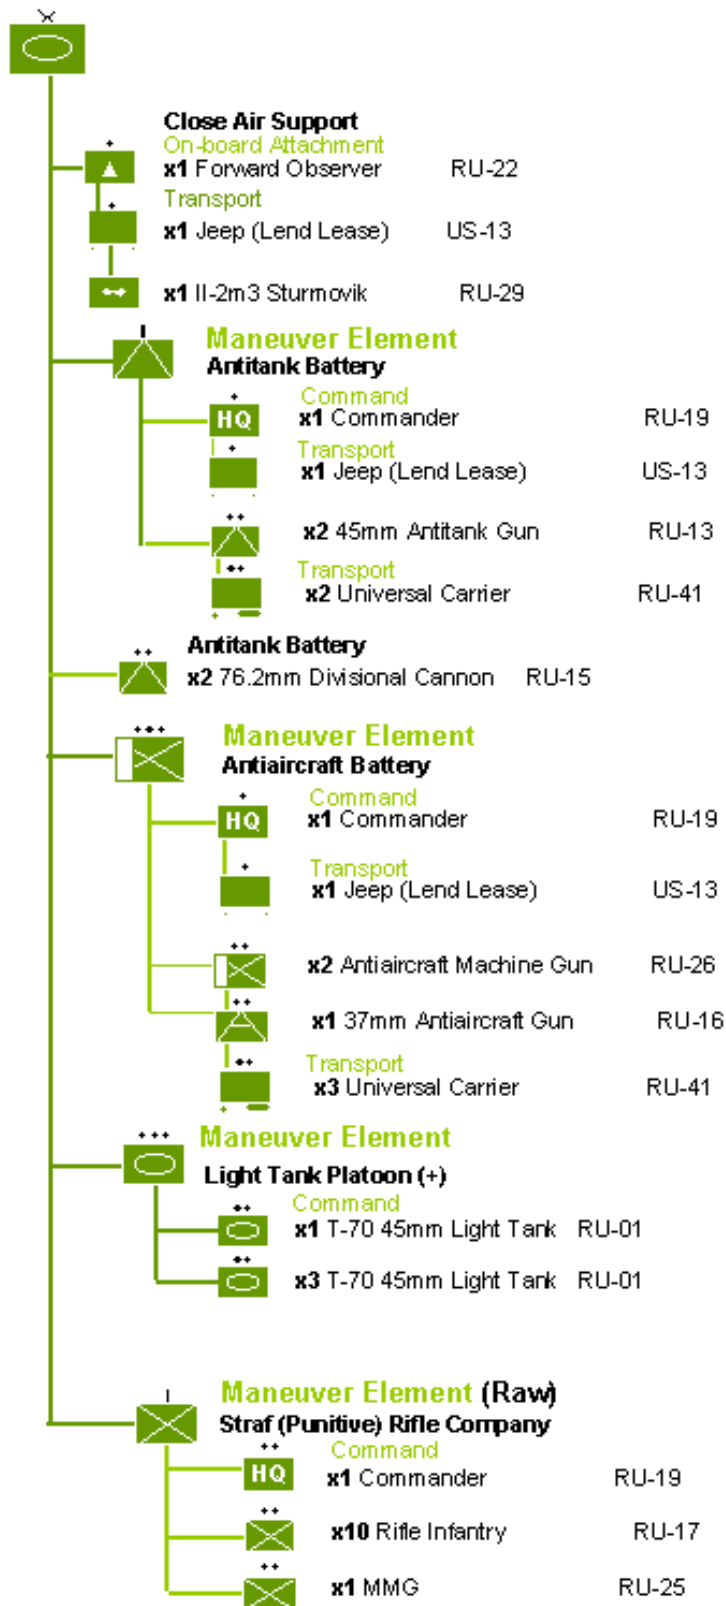 Close Air Support
On-board Attachment
x1 Forward Observer RU-22
Transport
x1 Jeep (Lend Lease) US-13
x1 Il-2m3 Sturmovik RU-29
Maneuver Element
Antitank Battery
Command
HQ x1 Commander RU-19
Transport
x1 Jeep (Lend Lease) US-13
x2 45mm Antitank Gun RU-13
Transport
x2 Universal Carrier RU-41
Antitank Battery
x2 76.2mm Divisional Cannon RU-15
Maneuver Element
Antiaircraft Battery
Command
HQ x1 Commander RU-19
Transport
x1 Jeep (Lend Lease) US-13
x2 Antiaircraft Machine Gun RU-26
x1 37mm Antiaircraft Gun RU-16
Transport
x3 Universal Carrier RU-41
Maneuver Element
Light Tank Platoon (+)
Command
x1 T-70 45mm Light Tank RU-01
x3 T-70 45mm Light Tank RU-01
Maneuver Element (Raw)
Straf (Punitive) Rifle Company
Command
HQ x1 Commander RU-19
x10 Rifle Infantry RU-17
x1 MMG RU-25